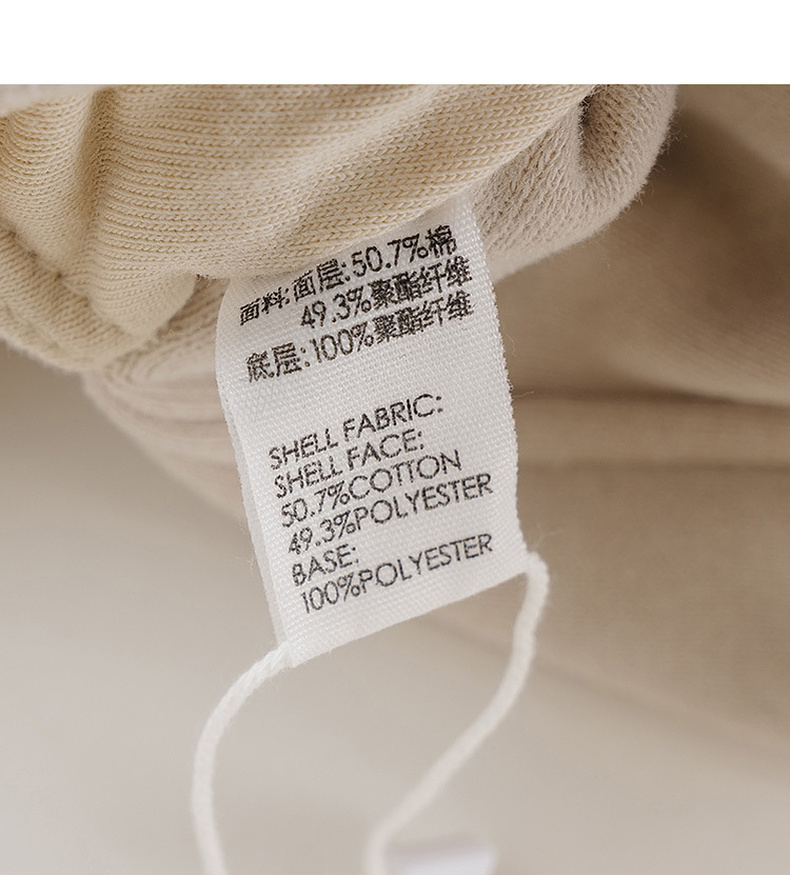 面料:面层:50.7%棉
49.3%聚酯纤维
底层:100%聚酯纤维
SHELL FABRIC:
SHELL FACE:
50.7%COTTON
49.3%POLYESTER
BASE:
100%POLYESTER